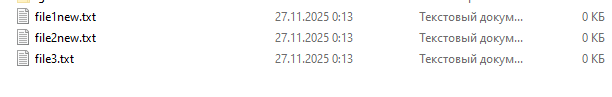 file1new.txt 27.11.2025 0:13 Текстовый докум... 0 КБ
file2new.txt 27.11.2025 0:13 Текстовый докум... 0 КБ
file3.txt 27.11.2025 0:13 Текстовый докум... 0 КБ